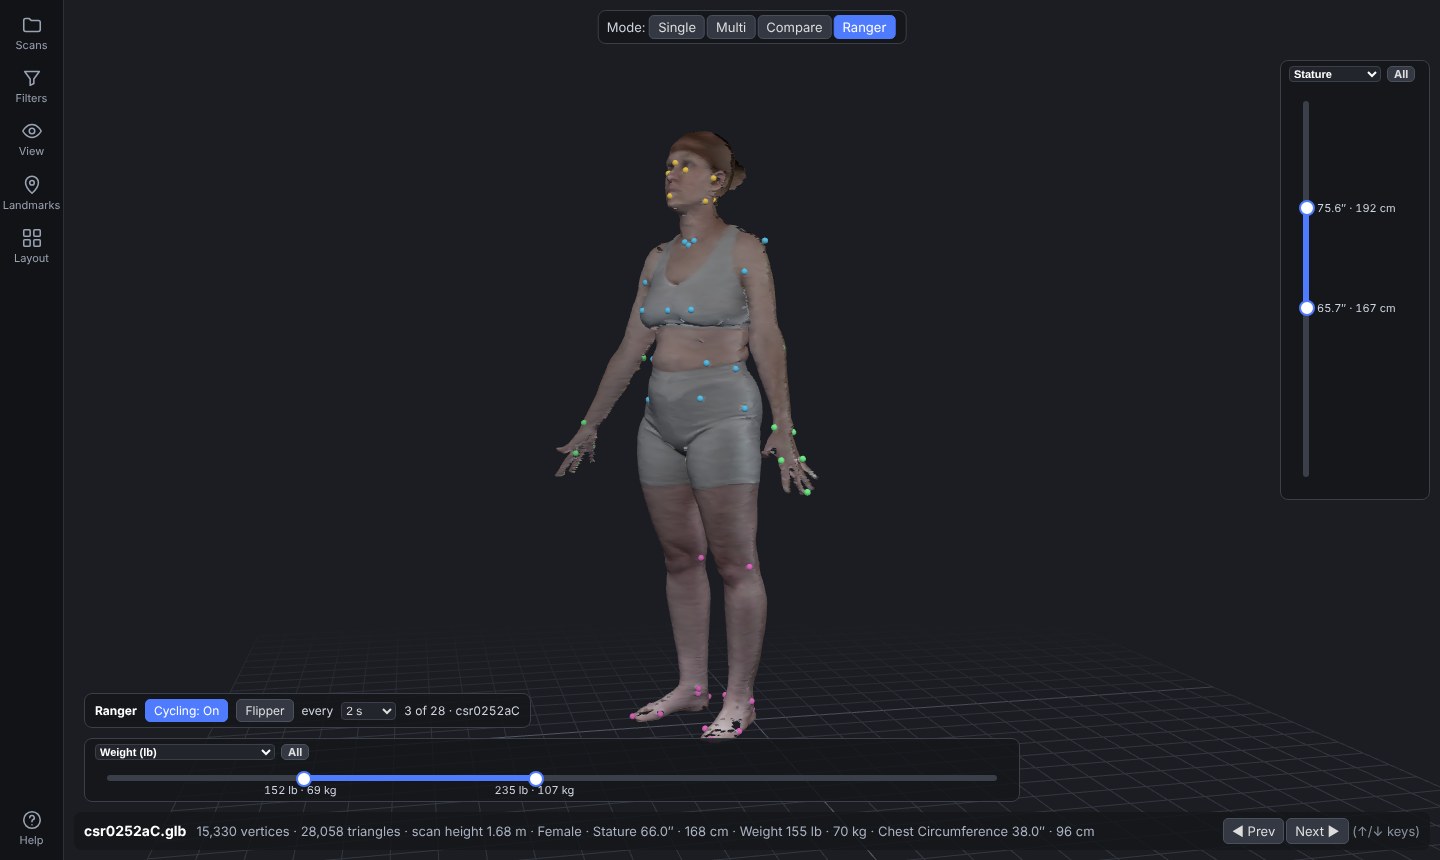 Mode: Single Multi Compare Ranger
Scans
Filters
View
Landmarks
Layout
Help
Stature All
75.6″ · 192 cm
65.7″ · 167 cm
Ranger Cycling: On Flipper every 2 s 3 of 28 · csr0252aC
Weight (lb) All
152 lb · 69 kg 235 lb · 107 kg
csr0252aC.glb 15,330 vertices · 28,058 triangles · scan height 1.68 m · Female · Stature 66.0″ · 168 cm · Weight 155 lb · 70 kg · Chest Circumference 38.0″ · 96 cm ◀ Prev Next ▶ (↑/↓ keys)